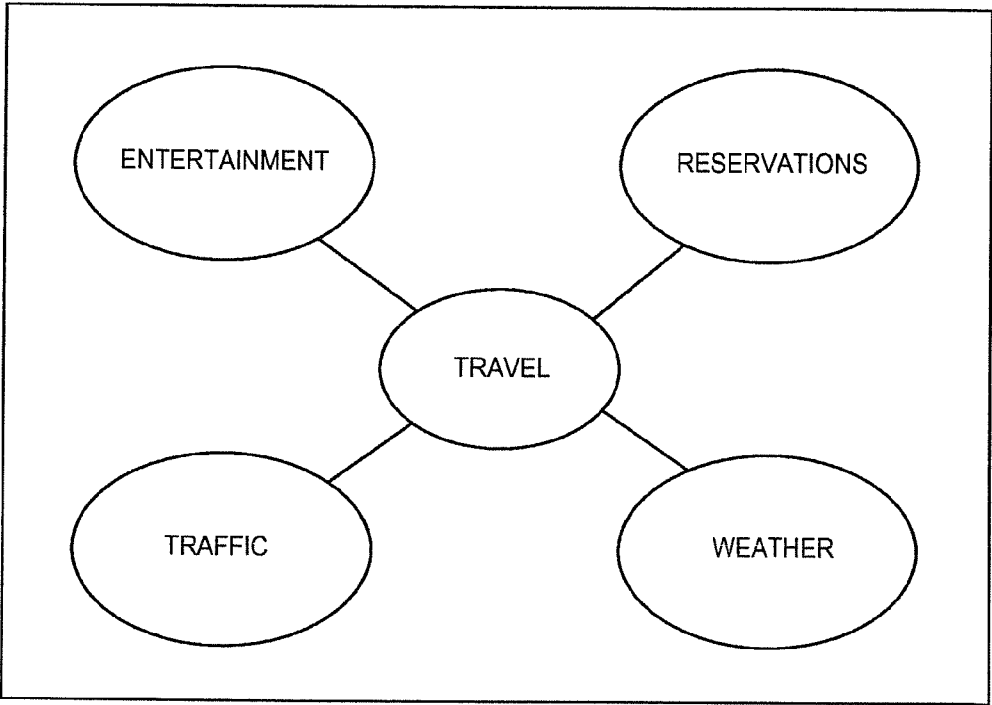 ENTERTAINMENT
RESERVATIONS
TRAVEL
TRAFFIC
WEATHER